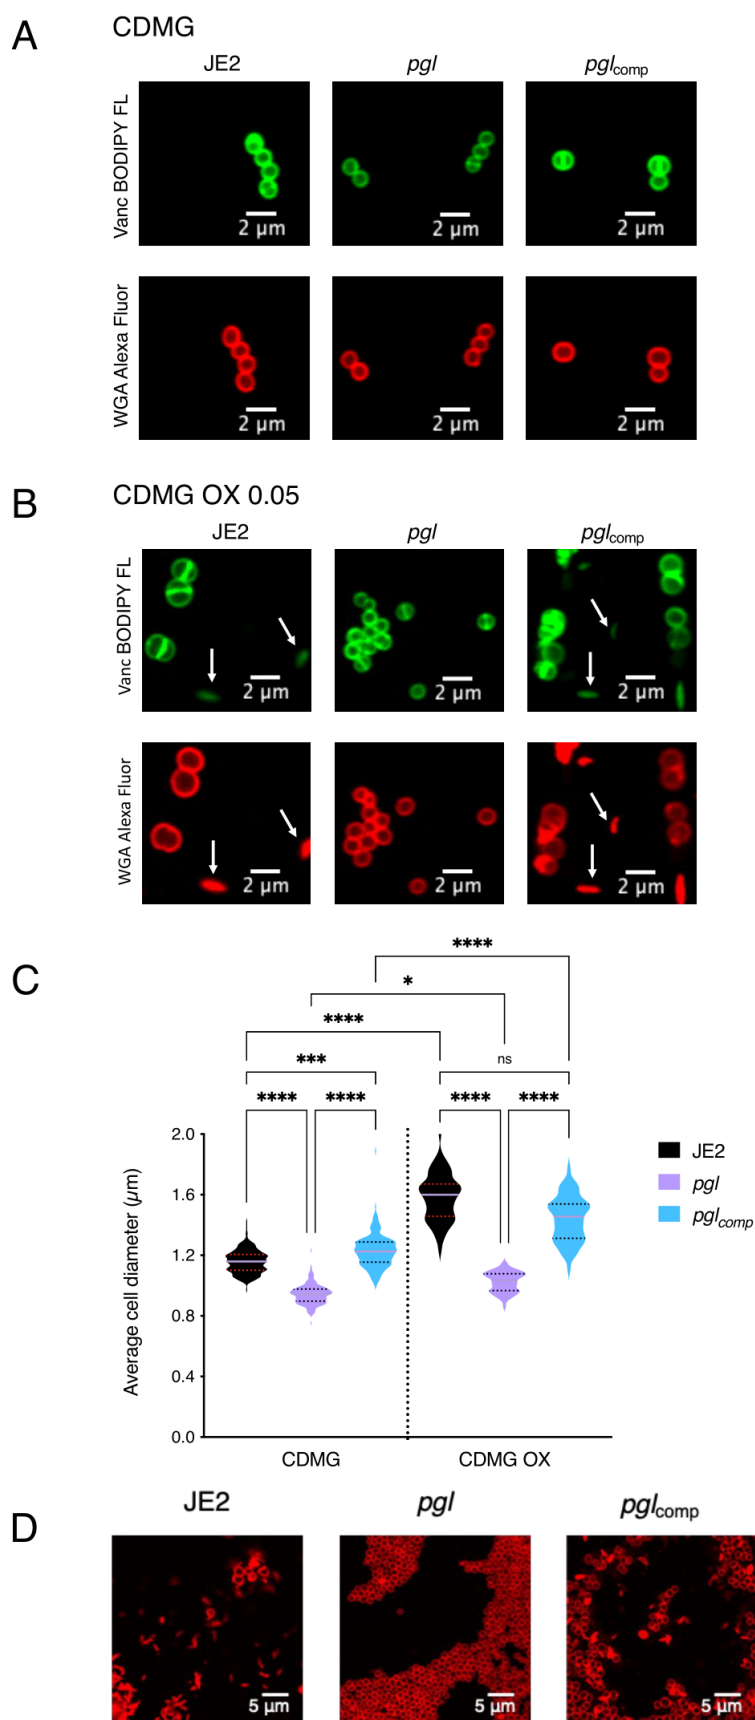 A
CDMG
JE2 pgl pglcomp
Vanc BODIPY FL
2 µm 2 µm 2 µm
WGA Alexa Fluor
2 µm 2 µm 2 µm
B
CDMG OX 0.05
JE2 pgl pglcomp
Vanc BODIPY FL
2 µm 2 µm 2 µm
WGA Alexa Fluor
2 µm 2 µm 2 µm
C
****
*
****
*** ns
**** **** **** ****
Average cell diameter (µm)
2.0
1.6
1.2
0.8
0.4
0.0
CDMG CDMG OX
JE2
pgl
pglcomp
D
JE2 pgl pglcomp
5 µm 5 µm 5 µm